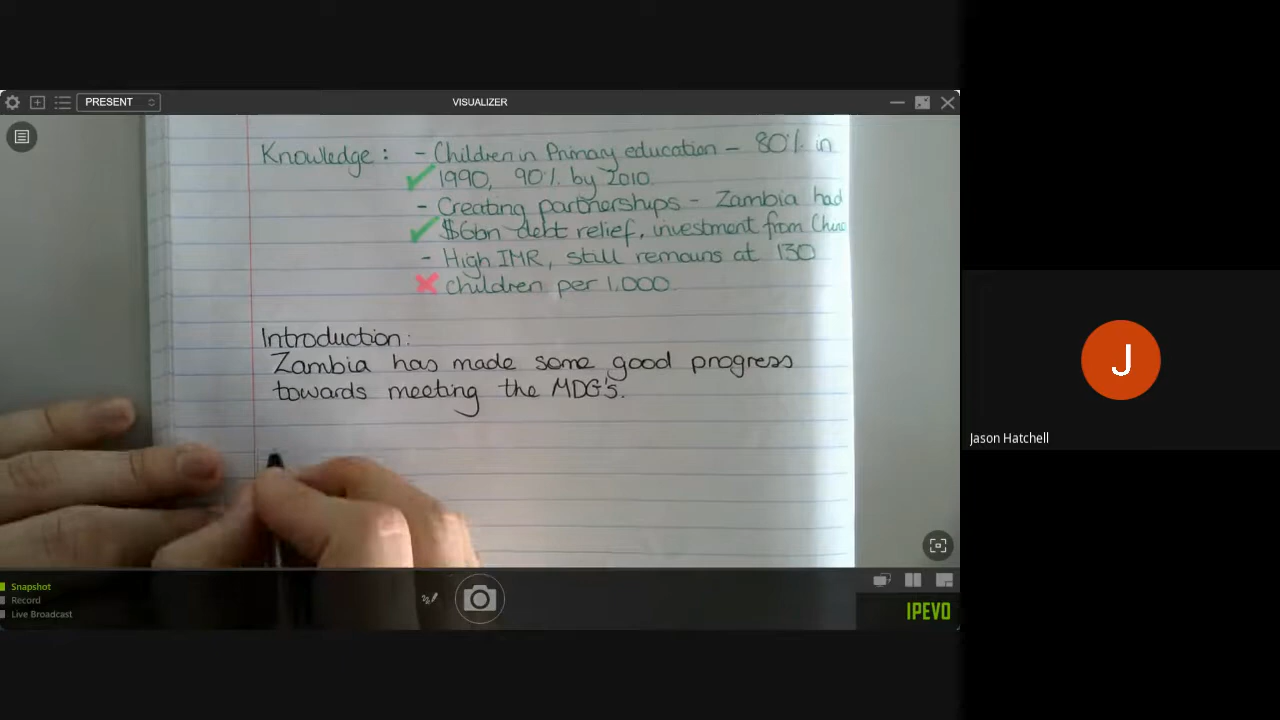 PRESENT
VISUALIZER
Knowledge : - Children in Primary education - 80% in
1990, 90% by 2010.
- Creating partnerships - Zambia had
$6bn debt relief, investment from China
- High IMR, still remains at 130
children per 1,000.
Introduction:
Zambia has made some good progress
towards meeting the MDG's.
J
Jason Hatchell
Snapshot
Record
Live Broadcast
IPEVO